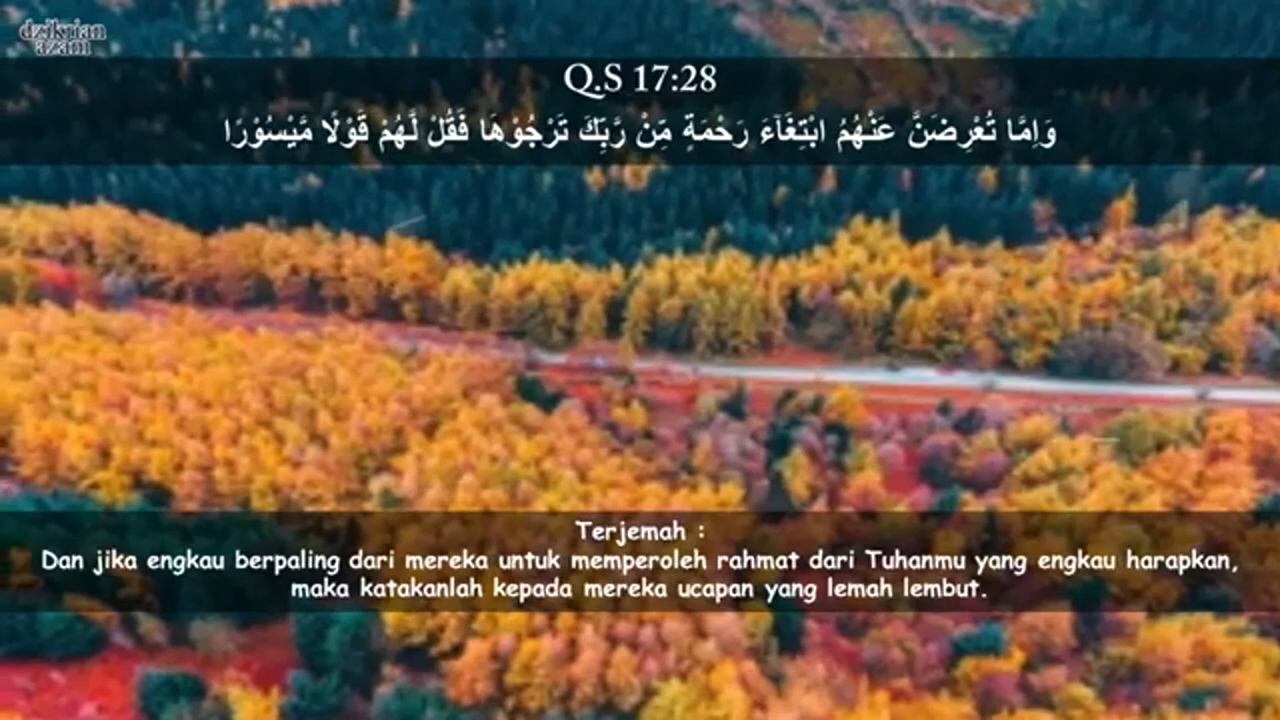 dzikrian
azam
Q.S 17:28
وَاِمَّا تُعْرِضَنَّ عَنْهُمُ ابْتِغَاۤءَ رَحْمَةٍ مِّنْ رَّبِّكَ تَرْجُوْهَا فَقُلْ لَّهُمْ قَوْلًا مَّيْسُوْرًا
Terjemah :
Dan jika engkau berpaling dari mereka untuk memperoleh rahmat dari Tuhanmu yang engkau harapkan,
maka katakanlah kepada mereka ucapan yang lemah lembut.